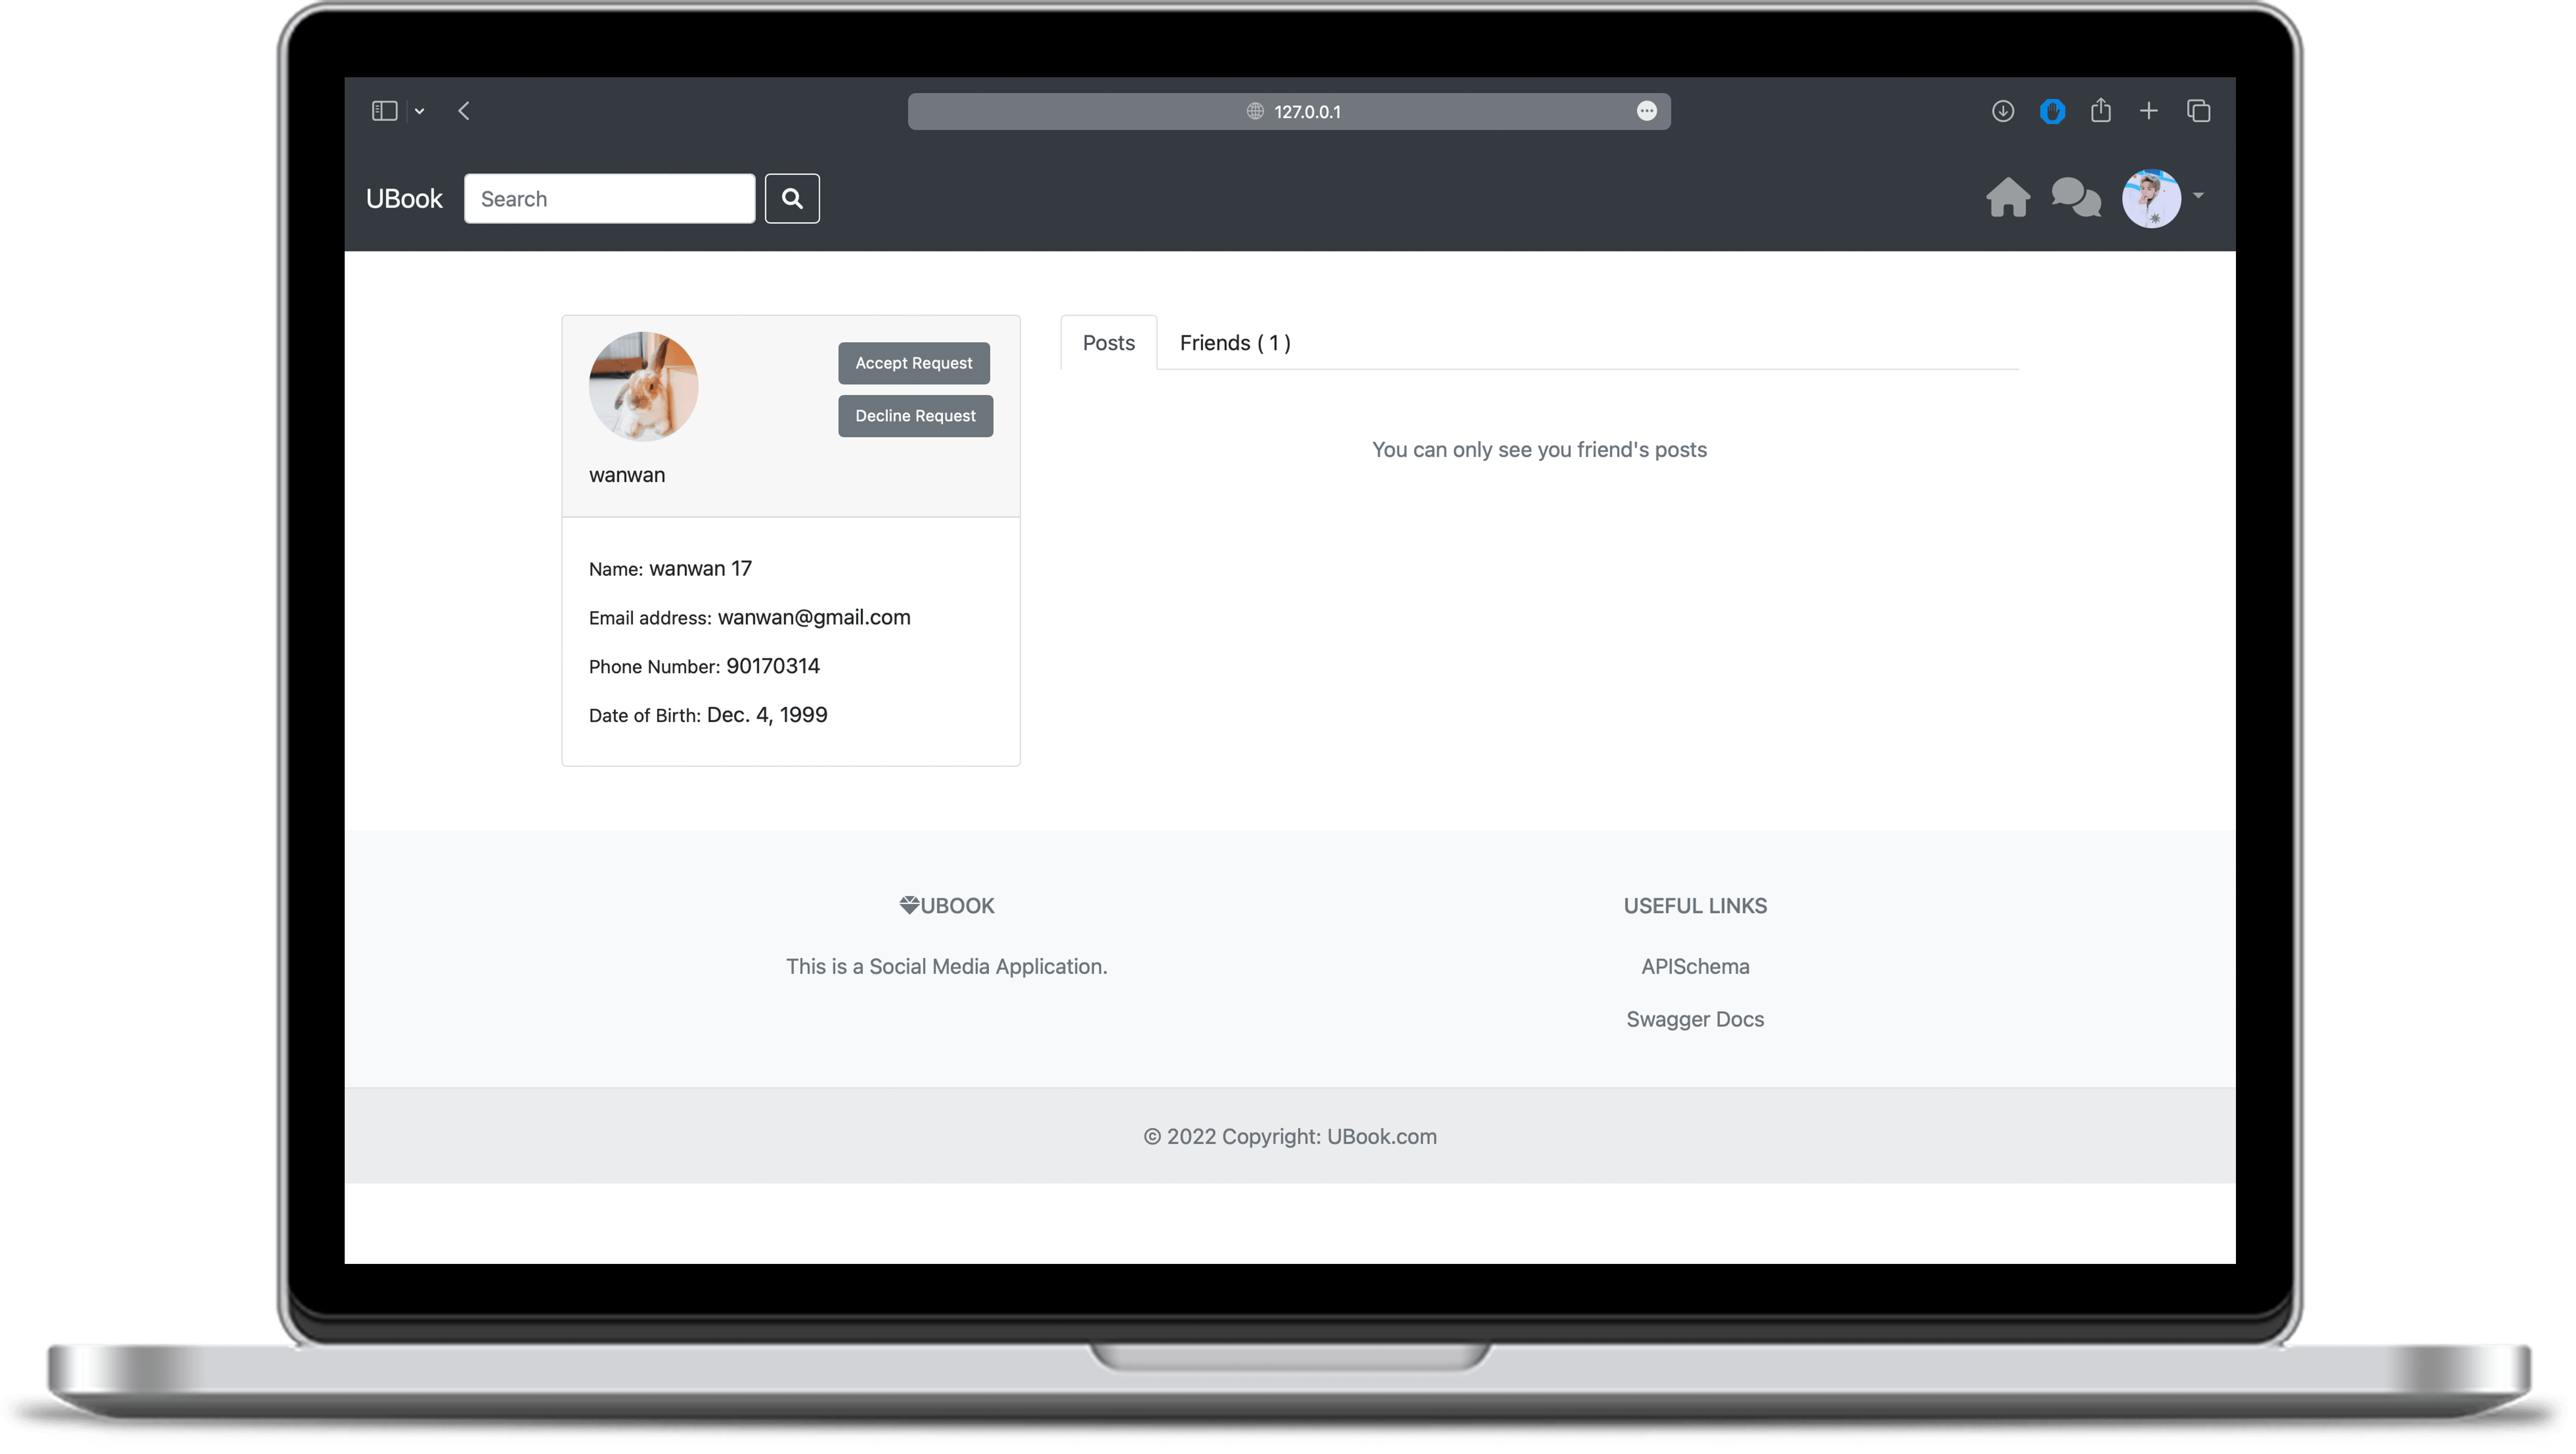 127.0.0.1
UBook
Search
Accept Request
Decline Request
wanwan
Name: wanwan 17
Email address: wanwan@gmail.com
Phone Number: 90170314
Date of Birth: Dec. 4, 1999
Posts
Friends ( 1 )
You can only see you friend's posts
UBOOK
This is a Social Media Application.
USEFUL LINKS
APISchema
Swagger Docs
© 2022 Copyright: UBook.com